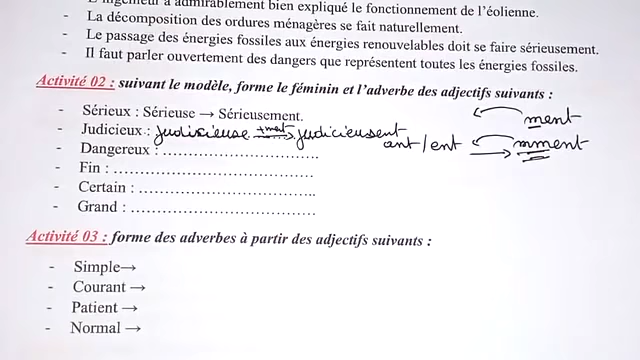 L'ingénieur a admirablement bien expliqué le fonctionnement de l'éolienne.
- La décomposition des ordures ménagères se fait naturellement.
- Le passage des énergies fossiles aux énergies renouvelables doit se faire sérieusement.
- Il faut parler ouvertement des dangers que représentent toutes les énergies fossiles.
Activité 02 : suivant le modèle, forme le féminin et l'adverbe des adjectifs suivants :
- Sérieux : Sérieuse → Sérieusement.
ment
- Judicieux : judicieuse +ment→ judicieusent
ant/ent mment
- Dangereux : ................................
- Fin : ........................................
- Certain : .....................................
- Grand : ......................................
Activité 03 : forme des adverbes à partir des adjectifs suivants :
- Simple→
- Courant →
- Patient →
- Normal →